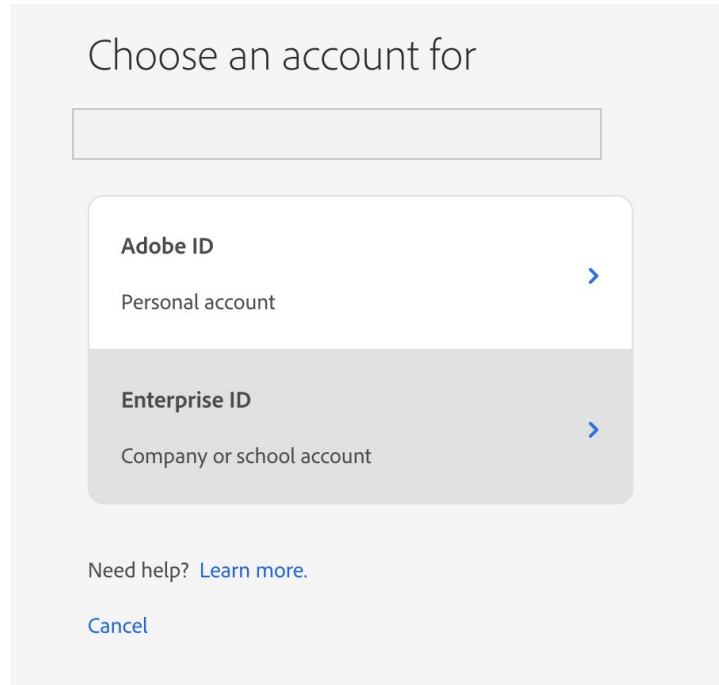 Choose an account for
Adobe ID
Personal account
Enterprise ID
Company or school account
Need help? Learn more.
Cancel